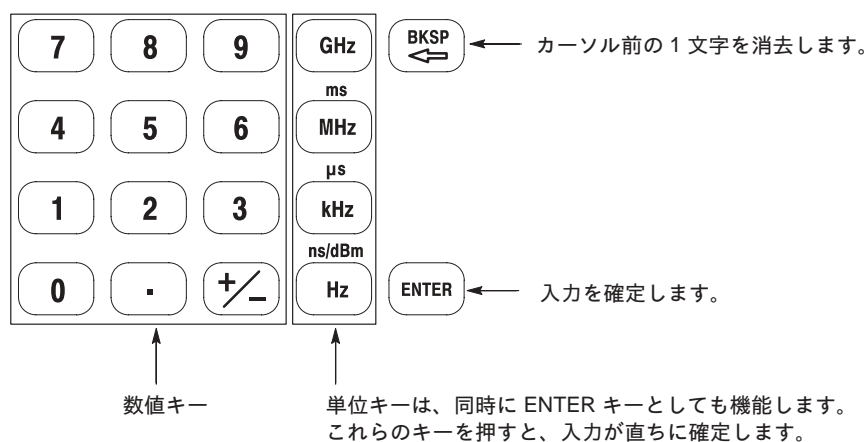 7 8 9 GHz BKSP カーソル前の 1 文字を消去します。
ms
4 5 6 MHz
µs
1 2 3 kHz
ns/dBm
0 . +/− Hz ENTER 入力を確定します。
数値キー
単位キーは、同時に ENTER キーとしても機能します。
これらのキーを押すと、入力が直ちに確定します。